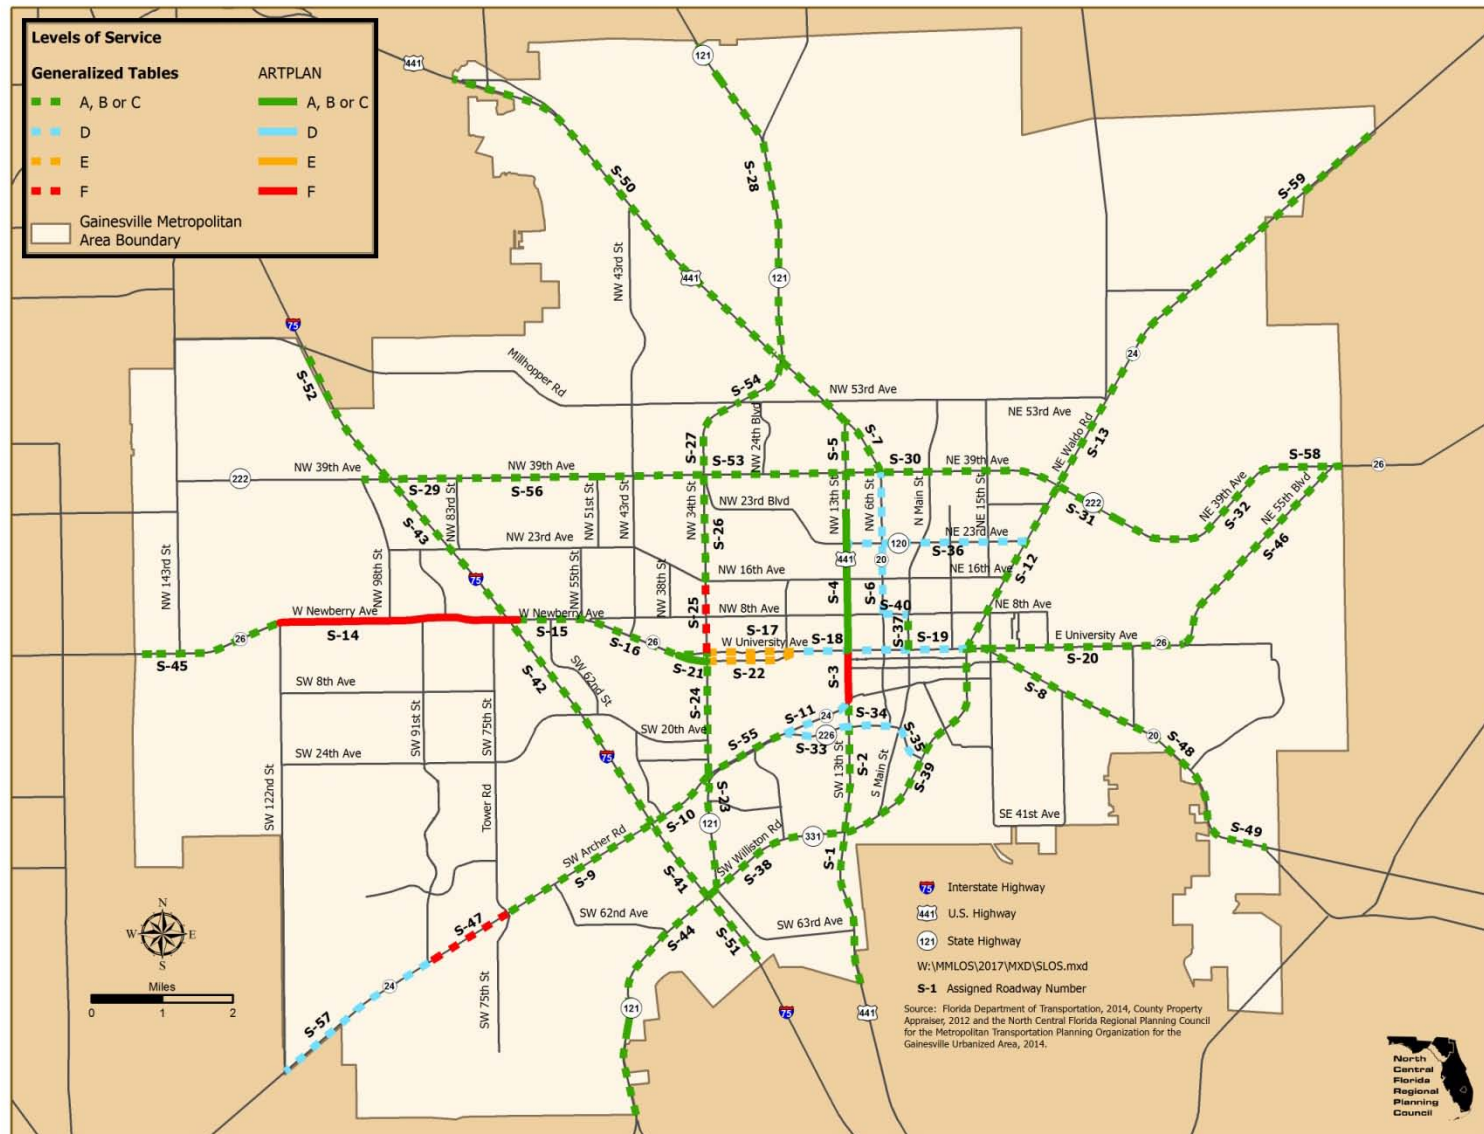 Levels of Service
Generalized Tables
ARTPLAN
A, B or C
A, B or C
D
D
E
E
F
F
Gainesville Metropolitan
Area Boundary
441
121
S-50
S-28
S-59
121
441
NW 43rd St
75
24
S-52
Millhopper Rd
S-54
NW 53rd Ave
NE 53rd Ave
S-27
NW 24th Blvd
S-5
S-7
NE Waldo Rd
S-13
NW 39th Ave
NW 39th Ave
S-53
S-30
NE 39th Ave
S-58
26
222
S-29
S-56
NW 83rd St
NW 51st St
NW 43rd St
NW 34th St
NW 23rd Blvd
NW 13th St
NW 6th St
N Main St
NE 15th St
222
S-31
NE 39th Ave
S-32
NE 55th Blvd
S-46
S-43
S-26
NW 23rd Ave
120
NE 23rd Ave
S-36
S-12
NW 143rd St
NW 98th St
75
NW 55th St
NW 38th St
NW 16th Ave
441
20
NE 16th Ave
S-4
S-6
W Newberry Ave
W Newberry Ave
S-25
NW 8th Ave
S-40
NE 8th Ave
S-14
S-15
S-16
S-17
W University Ave
S-18
S-37
S-19
E University Ave
26
26
26
S-45
S-20
S-21
S-22
S-3
S-42
SW 62nd St
SW 8th Ave
S-24
S-8
SW 91st St
SW 75th St
SW 20th Ave
S-11
24
S-34
226
S-33
S-35
SW 24th Ave
75
S-55
SW 13th St
S-2
S Main St
S-39
20
S-48
SW 122nd St
Tower Rd
S-23
S-10
121
SW Archer Rd
SW Williston Rd
331
SE 41st Ave
S-49
S-9
S-41
S-38
S-1
SW 62nd Ave
SW 63rd Ave
S-47
S-44
S-51
24
SW 75th St
S-57
121
75
441
N
W
E
S
Miles
0 1 2
75 Interstate Highway
441 U.S. Highway
121 State Highway
W:\MMLOS\2017\MXD\SLOS.mxd
S-1 Assigned Roadway Number
Source: Florida Department of Transportation, 2014, County Property
Appraiser, 2012 and the North Central Florida Regional Planning Council
for the Metropolitan Transportation Planning Organization for the
Gainesville Urbanized Area, 2014.
North
Central
Florida
Regional
Planning
Council